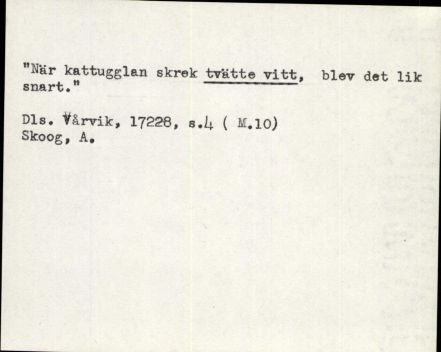 "När kattugglan skrek tvätte vitt, blev det lik
snart."
Dls. Vårvik, 17228, s.4 ( M.10)
Skoog, A.